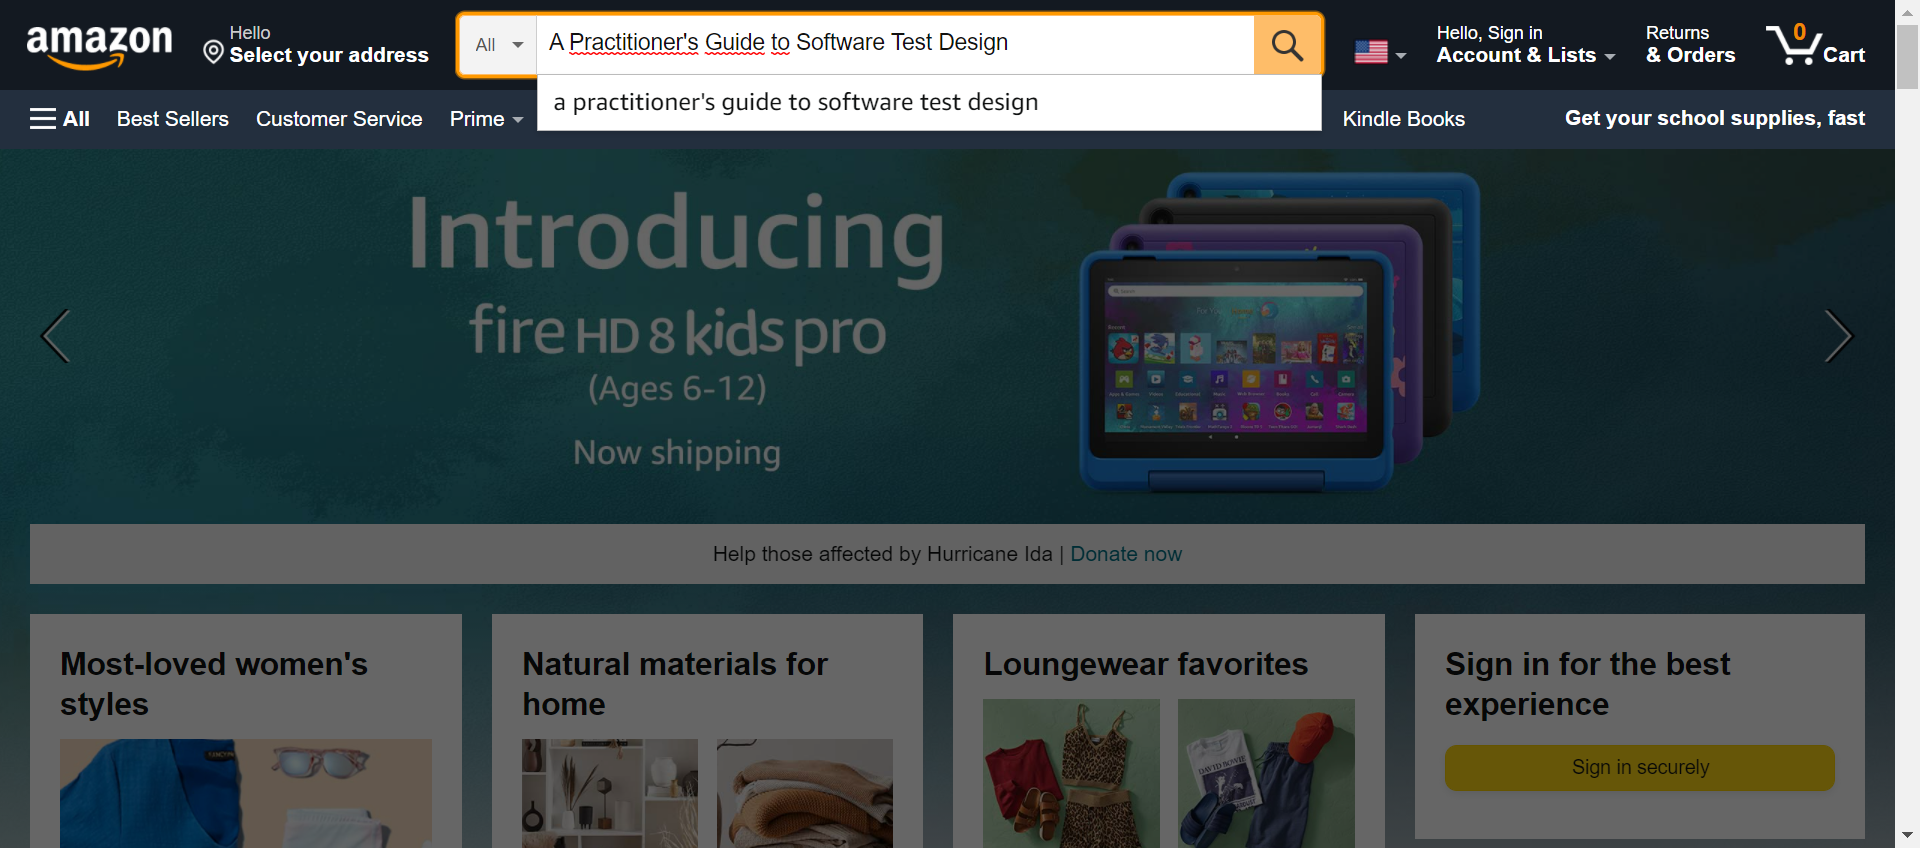 amazon
Hello
Select your address
All
A Practitioner's Guide to Software Test Design
a practitioner's guide to software test design
Hello, Sign in
Account & Lists
Returns
& Orders
0
Cart
All
Best Sellers
Customer Service
Prime
Kindle Books
Get your school supplies, fast
Introducing
fire HD 8 kids pro
(Ages 6-12)
Now shipping
Help those affected by Hurricane Ida | Donate now
Most-loved women's
styles
Natural materials for
home
Loungewear favorites
DAVID BOWIE
Sign in for the best
experience
Sign in securely